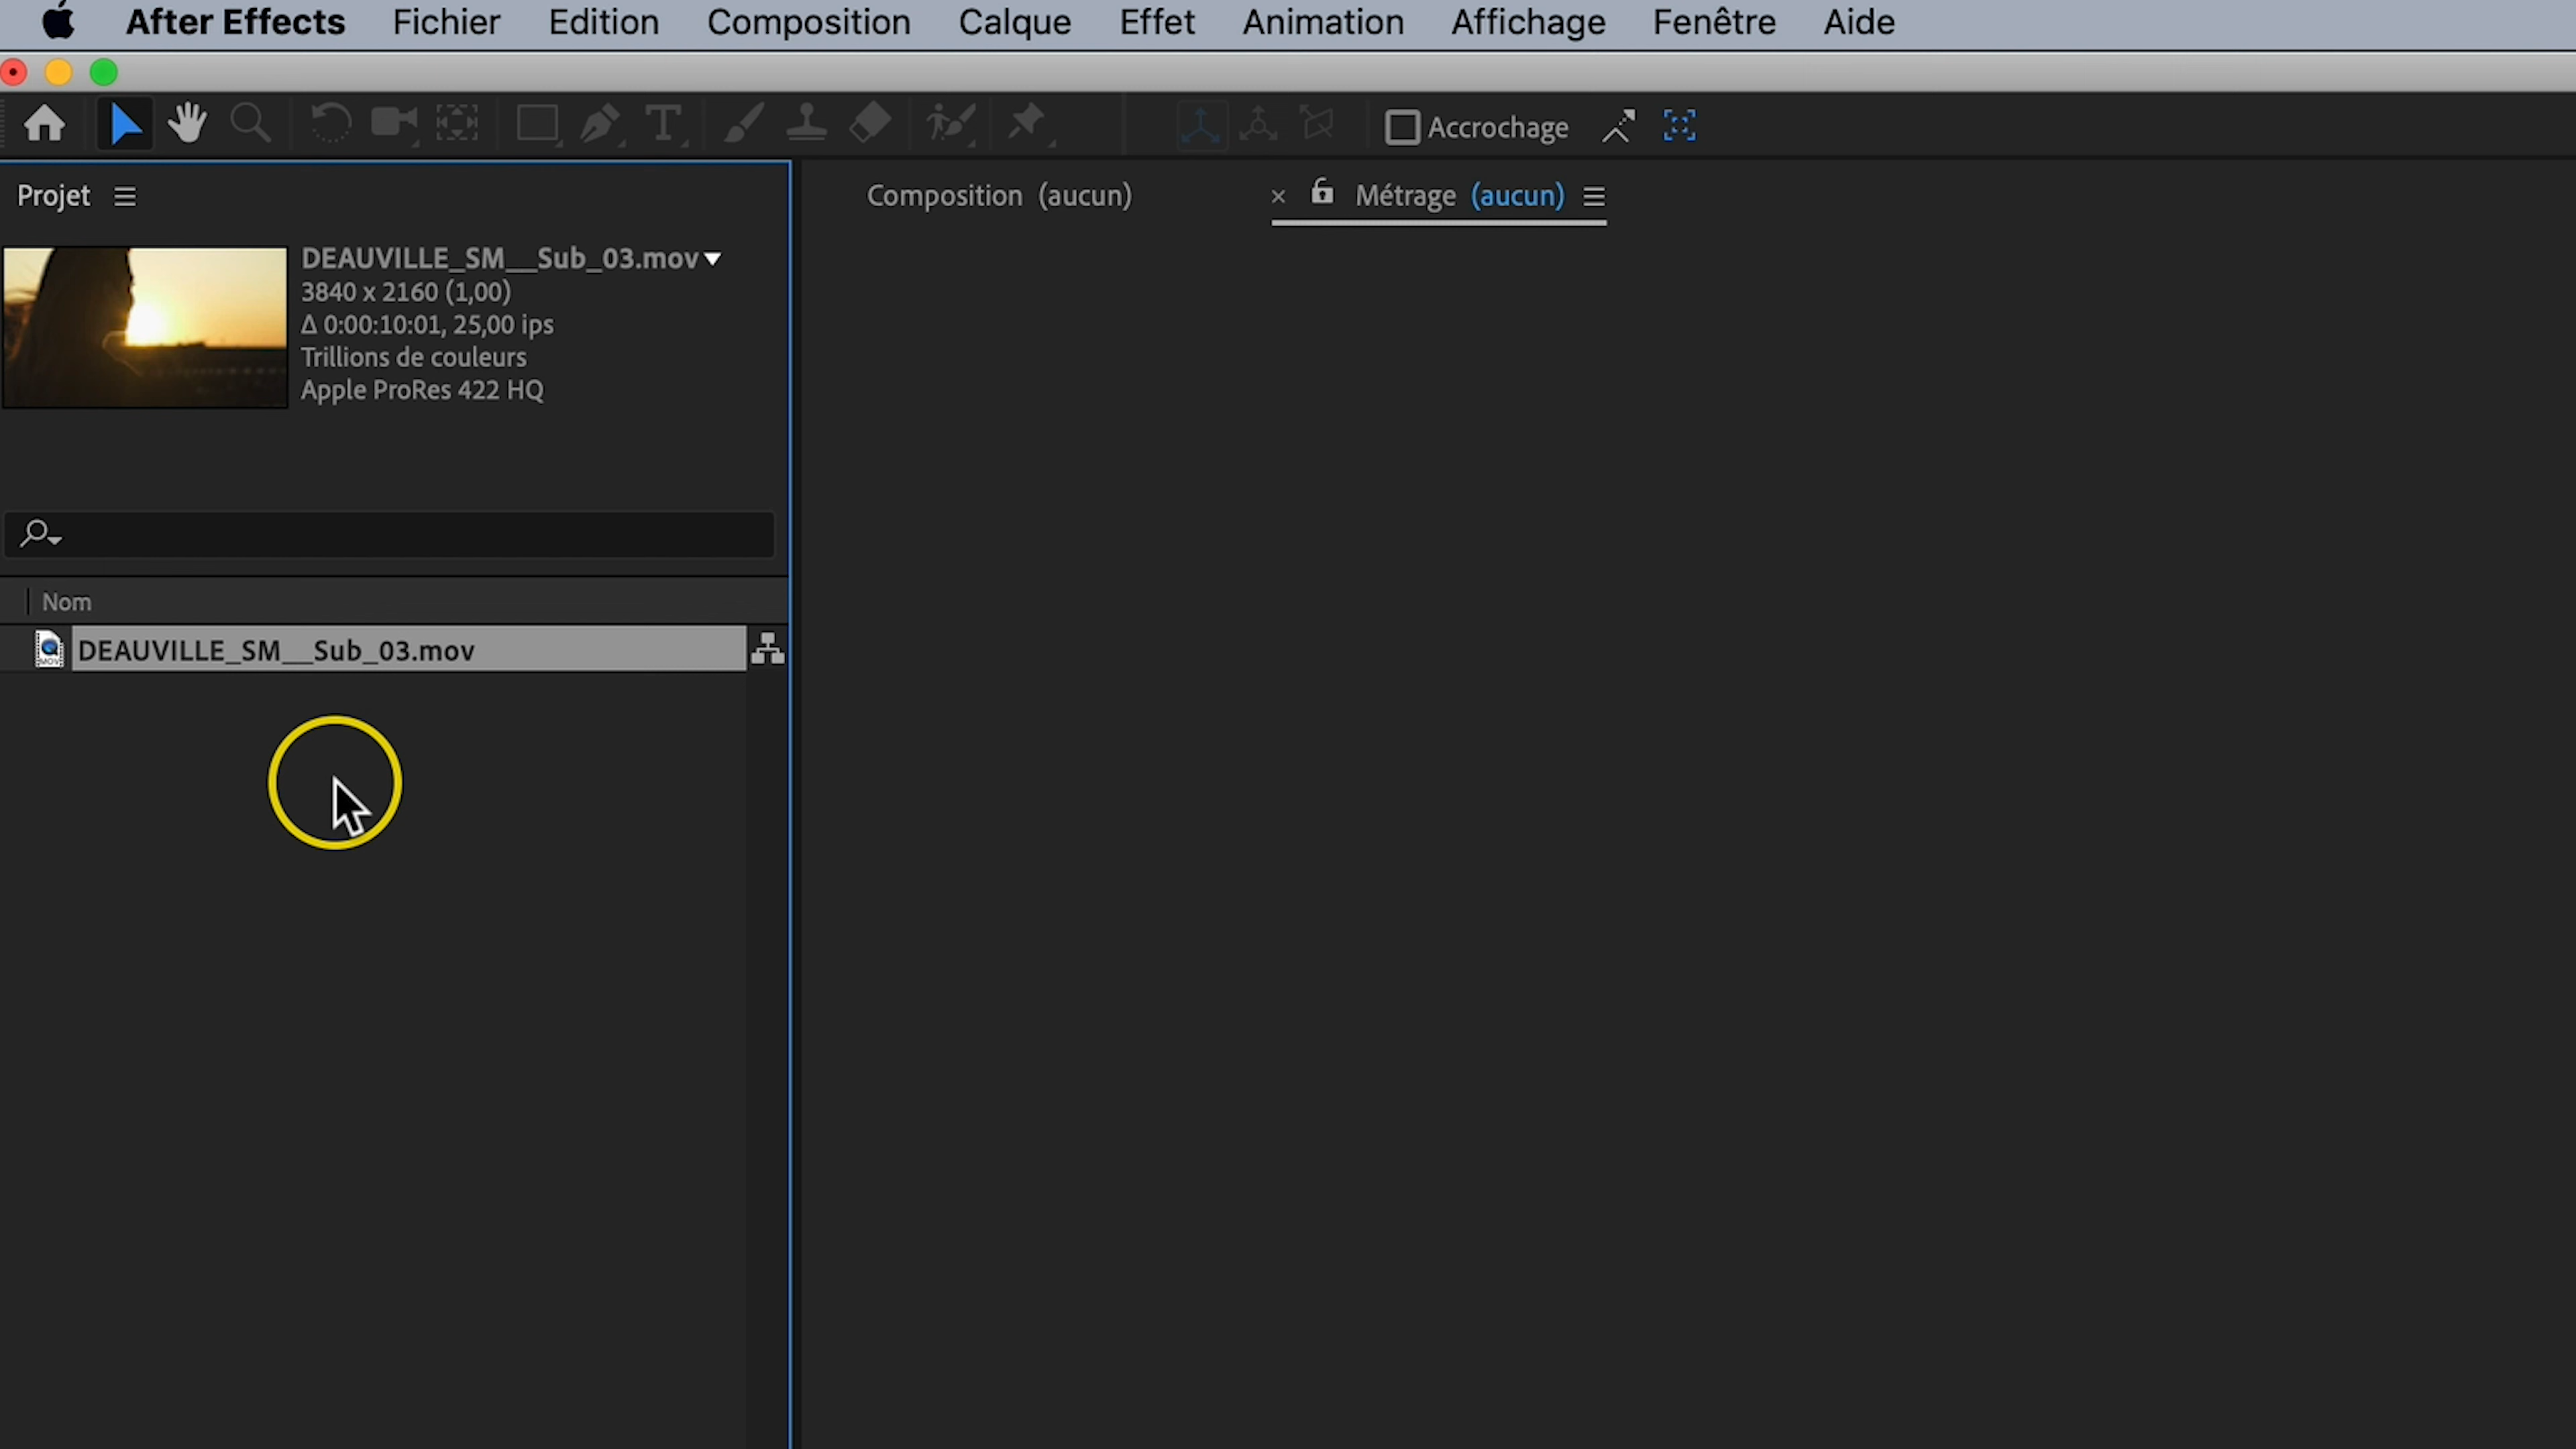 After Effects Fichier Edition Composition Calque Effet Animation Affichage Fenêtre Aide
Accrochage
Projet
Composition (aucun)
Métrage (aucun)
DEAUVILLE_SM__Sub_03.mov
3840 x 2160 (1,00)
Δ 0:00:10:01, 25,00 ips
Trillions de couleurs
Apple ProRes 422 HQ
Nom
MOV
DEAUVILLE_SM__Sub_03.mov